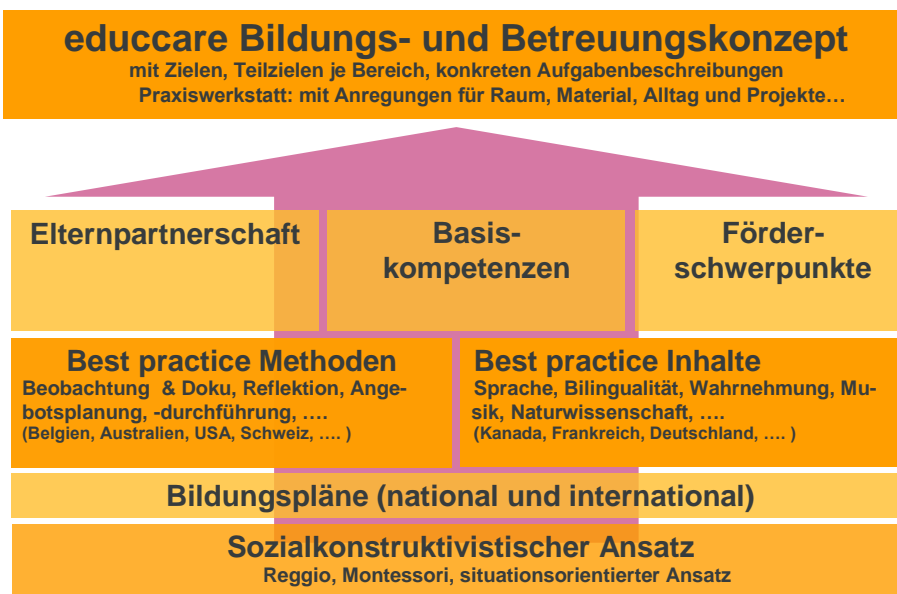 educcare Bildungs- und Betreuungskonzept
mit Zielen, Teilzielen je Bereich, konkreten Aufgabenbeschreibungen
Praxiswerkstatt: mit Anregungen für Raum, Material, Alltag und Projekte…
Elternpartnerschaft
Basis-
kompetenzen
Förder-
schwerpunkte
Best practice Methoden
Beobachtung & Doku, Reflektion, Ange-
botsplanung, -durchführung, ….
(Belgien, Australien, USA, Schweiz, …. )
Best practice Inhalte
Sprache, Bilingualität, Wahrnehmung, Mu-
sik, Naturwissenschaft, ….
(Kanada, Frankreich, Deutschland, …. )
Bildungspläne (national und international)
Sozialkonstruktivistischer Ansatz
Reggio, Montessori, situationsorientierter Ansatz